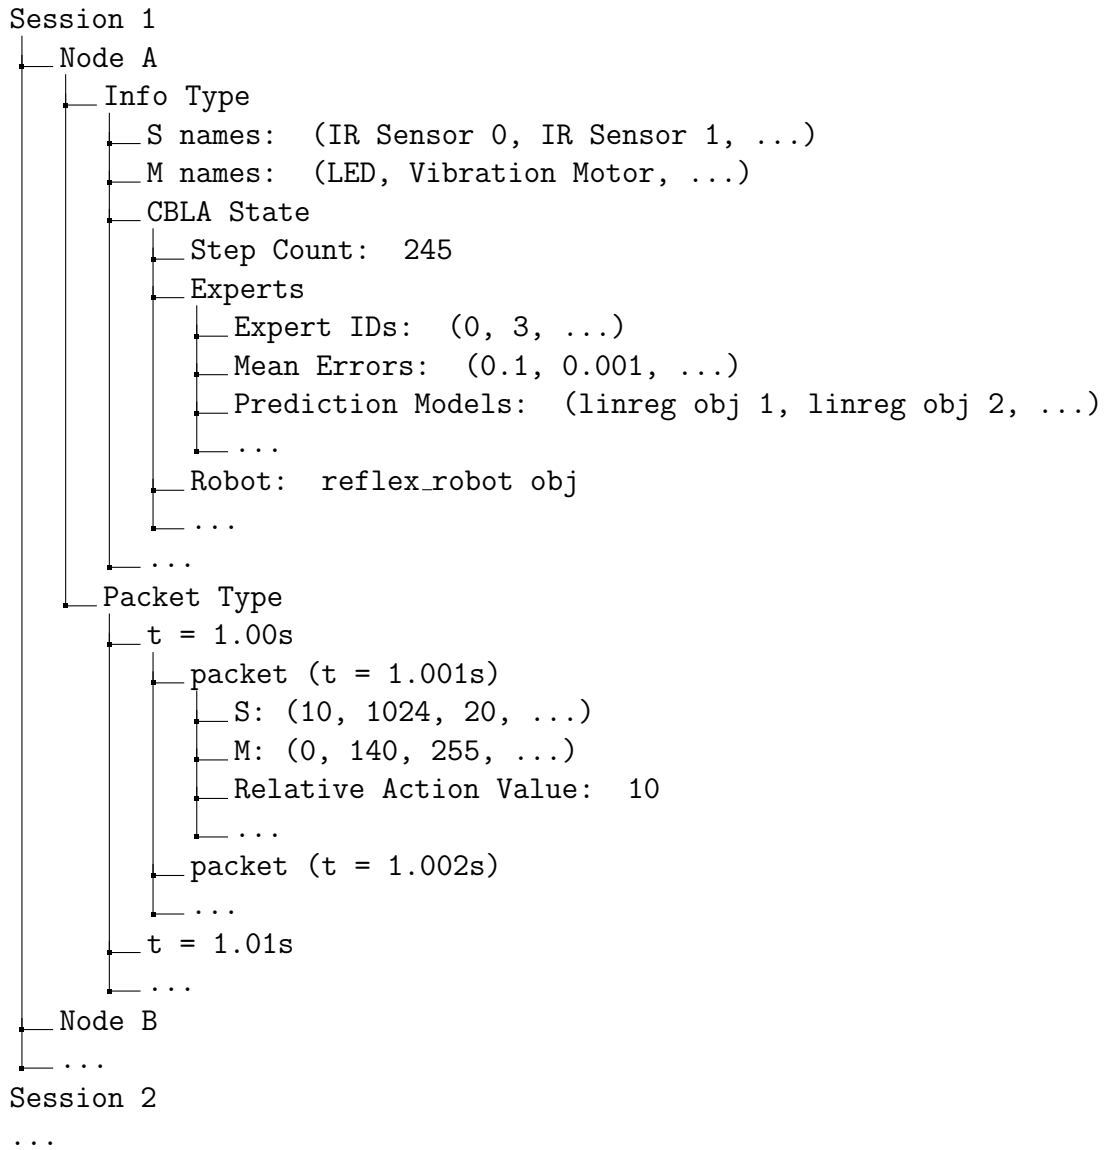 Session 1
Node A
Info Type
S names: (IR Sensor 0, IR Sensor 1, ...)
M names: (LED, Vibration Motor, ...)
CBLA State
Step Count: 245
Experts
Expert IDs: (0, 3, ...)
Mean Errors: (0.1, 0.001, ...)
Prediction Models: (linreg obj 1, linreg obj 2, ...)
...
Robot: reflex_robot obj
...
...
Packet Type
t = 1.00s
packet (t = 1.001s)
S: (10, 1024, 20, ...)
M: (0, 140, 255, ...)
Relative Action Value: 10
...
packet (t = 1.002s)
...
t = 1.01s
...
Node B
...
Session 2
...